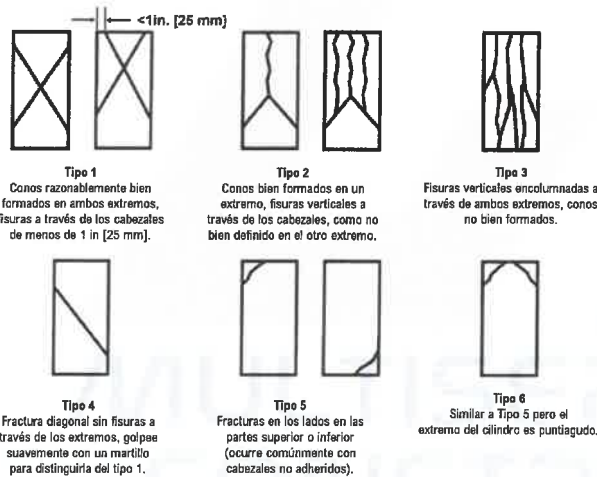 <1in. [25 mm]
Tipo 1
Conos razonablemente bien
formados en ambos extremos,
fisuras a través de los cabezales
de menos de 1 in [25 mm].
Tipo 2
Conos bien formados en un
extremo, fisuras verticales a
través de los cabezales, como no
bien definido en el otro extremo.
Tipo 3
Fisuras verticales encolumnadas a
través de ambos extremos, conos
no bien formados.
Tipo 4
Fractura diagonal sin fisuras a
través de los extremos, golpee
suavemente con un martillo
para distinguirla del tipo 1.
Tipo 5
Fracturas en los lados en las
partes superior o inferior
(ocurre comúnmente con
cabezales no adheridos).
Tipo 6
Similar a Tipo 5 pero el
extremo del cilindro es puntiagudo.